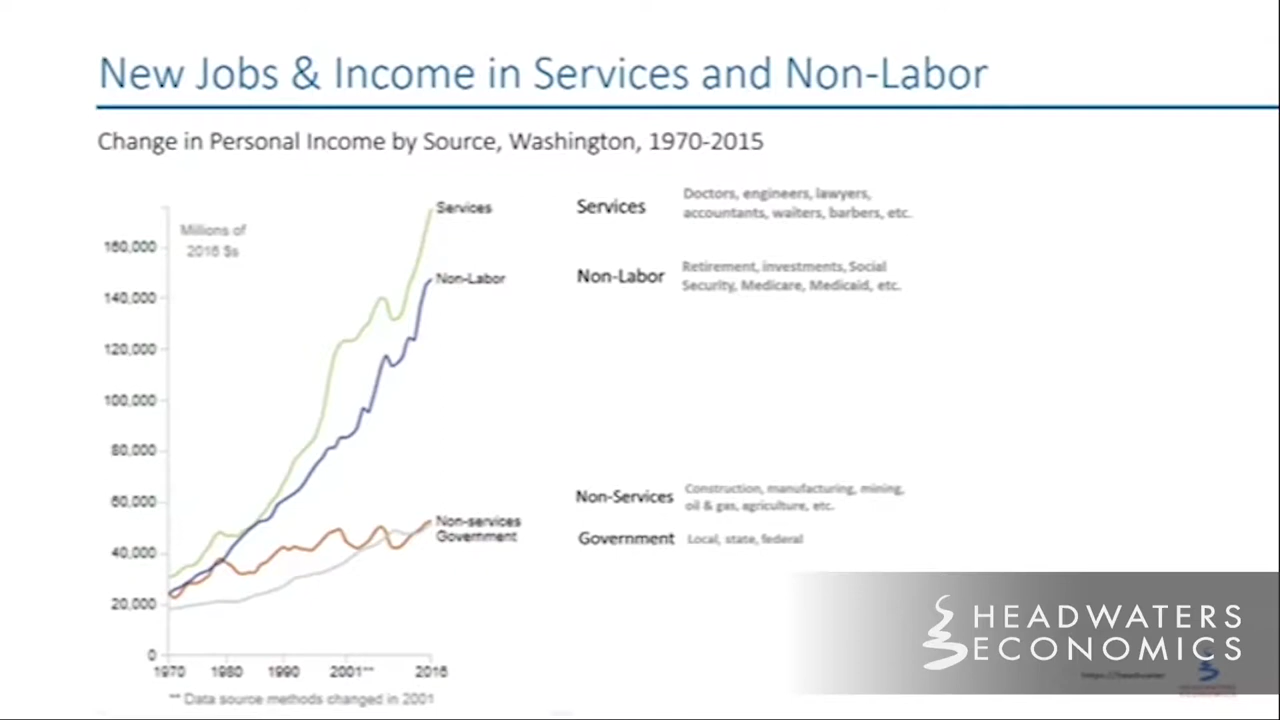 New Jobs & Income in Services and Non-Labor
Change in Personal Income by Source, Washington, 1970-2015
Millions of
2016 $s
160,000
140,000
120,000
100,000
80,000
60,000
40,000
20,000
0
1970 1980 1990 2001** 2016
** Data source methods changed in 2001
Services
Non-Labor
Non-services
Government
Services
Doctors, engineers, lawyers,
accountants, waiters, barbers, etc.
Non-Labor
Retirement, investments, Social
Security, Medicare, Medicaid, etc.
Non-Services
Construction, manufacturing, mining,
oil & gas, agriculture, etc.
Government
Local, state, federal
HEADWATERS
ECONOMICS